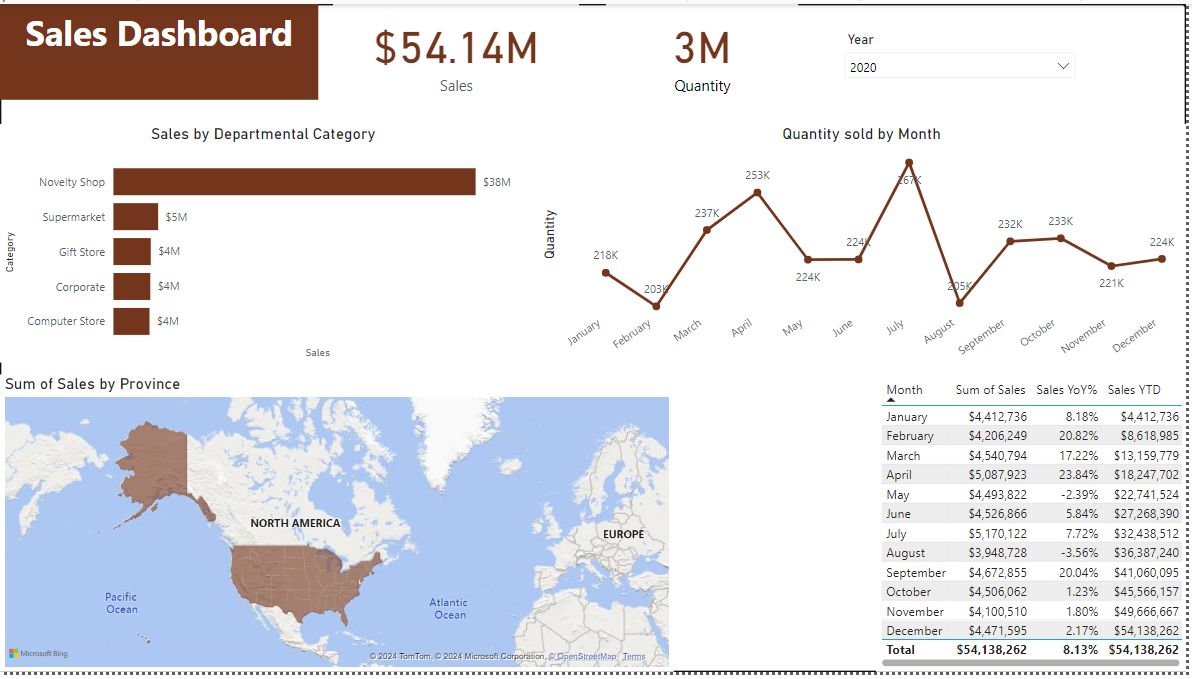 Sales Dashboard
$54.14M
Sales
3M
Quantity
Year
2020
Sales by Departmental Category
Category
Novelty Shop $38M
Supermarket $5M
Gift Store $4M
Corporate $4M
Computer Store $4M
Sales
Quantity sold by Month
Quantity
218K
203K
237K
253K
224K
224K
267K
205K
232K
233K
221K
224K
January February March April May June July August September October November December
Sum of Sales by Province
NORTH AMERICA
EUROPE
Pacific
Ocean
Atlantic
Ocean
Microsoft Bing
© 2024 TomTom, © 2024 Microsoft Corporation, © OpenStreetMap Terms
Month Sum of Sales Sales YoY% Sales YTD
January $4,412,736 8.18% $4,412,736
February $4,206,249 20.82% $8,618,985
March $4,540,794 17.22% $13,159,779
April $5,087,923 23.84% $18,247,702
May $4,493,822 -2.39% $22,741,524
June $4,526,866 5.84% $27,268,390
July $5,170,122 7.72% $32,438,512
August $3,948,728 -3.56% $36,387,240
September $4,672,855 20.04% $41,060,095
October $4,506,062 1.23% $45,566,157
November $4,100,510 1.80% $49,666,667
December $4,471,595 2.17% $54,138,262
Total $54,138,262 8.13% $54,138,262